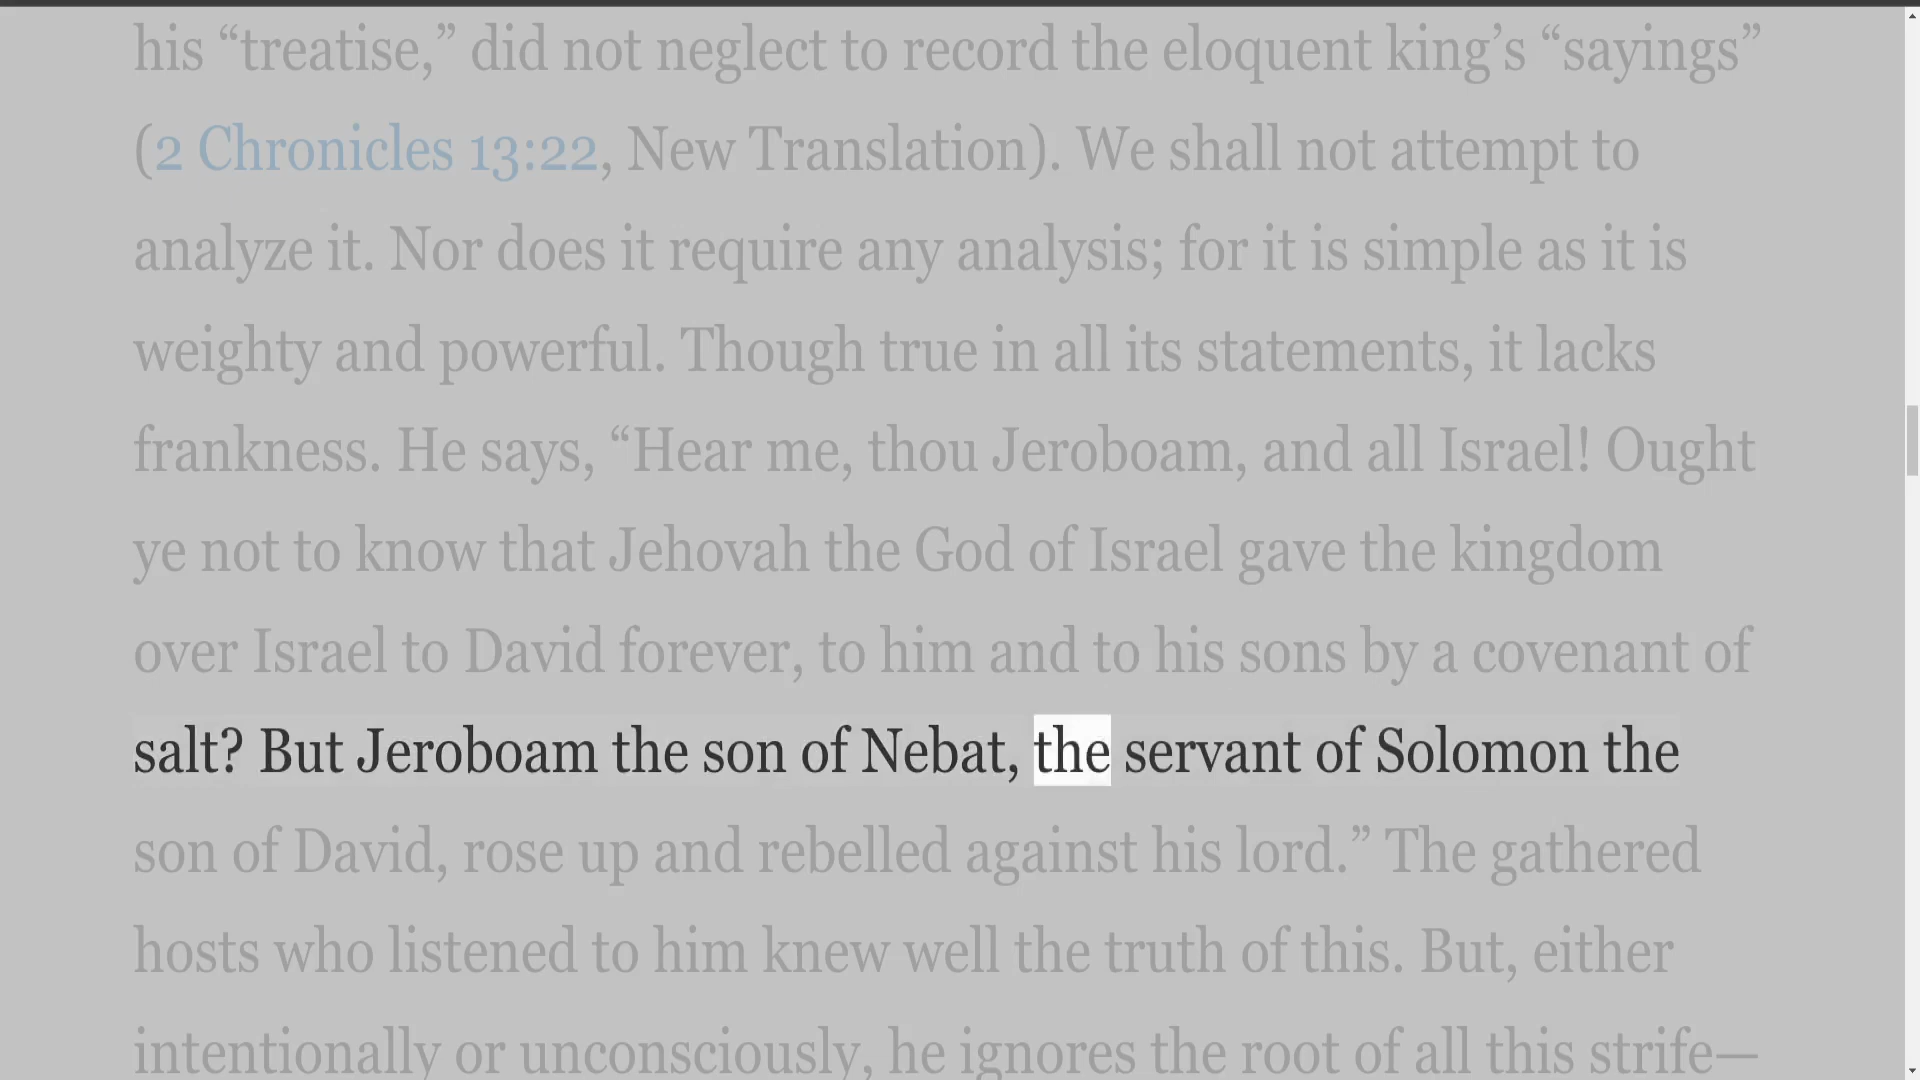 his “treatise,” did not neglect to record the eloquent king’s “sayings”
(2 Chronicles 13:22, New Translation). We shall not attempt to
analyze it. Nor does it require any analysis; for it is simple as it is
weighty and powerful. Though true in all its statements, it lacks
frankness. He says, “Hear me, thou Jeroboam, and all Israel! Ought
ye not to know that Jehovah the God of Israel gave the kingdom
over Israel to David forever, to him and to his sons by a covenant of
salt? But Jeroboam the son of Nebat, the servant of Solomon the
son of David, rose up and rebelled against his lord.” The gathered
hosts who listened to him knew well the truth of this. But, either
intentionally or unconsciously, he ignores the root of all this strife—